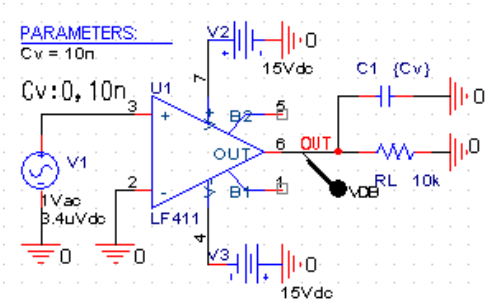 PARAMETERS:
Cv = 10n
Cv:0, 10n
V2
0
15Vdc
C1 {Cv}
0
U1
7
3
+
B2
5
V1
OUT
6
OUT
0
1Vac
3.4uVdc
2
-
B1
1
VDB
RL 10k
LF411
4
0
0
V3
0
15Vdc